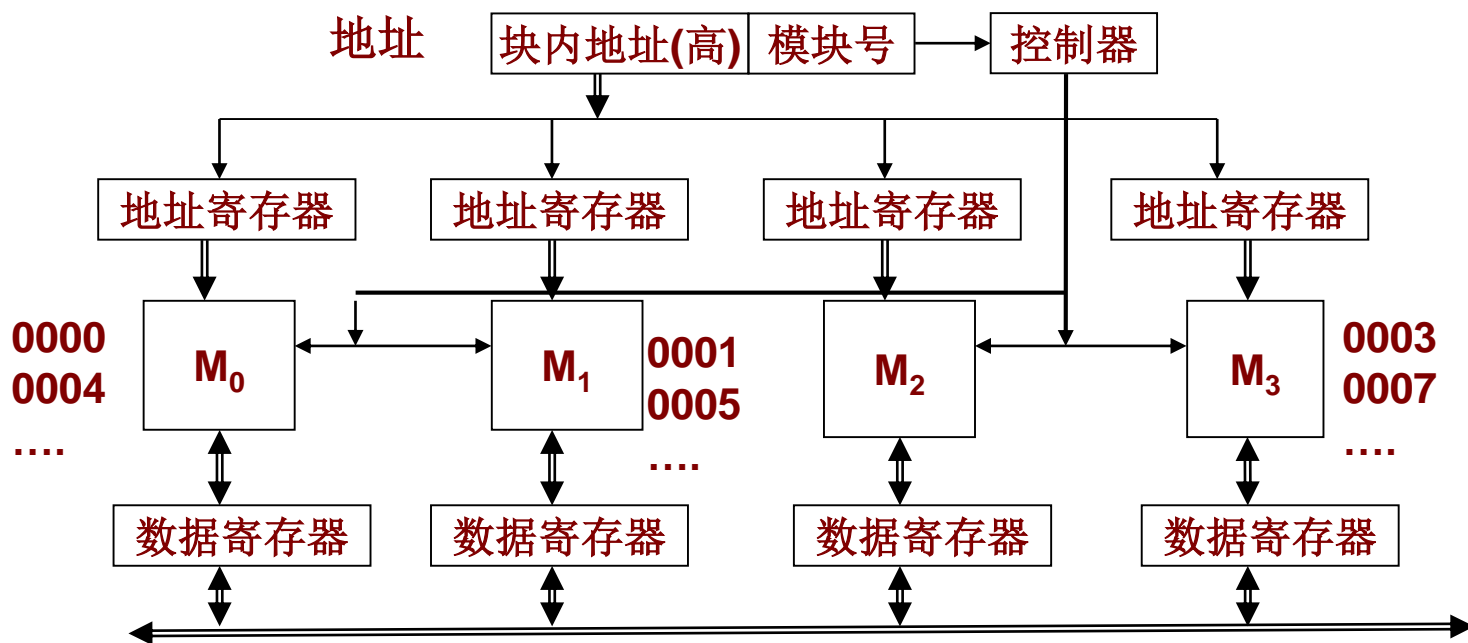 地址
块内地址(高)
模块号
控制器
地址寄存器
地址寄存器
地址寄存器
地址寄存器
0000
0004
....
M0
M1
0001
0005
....
M2
M3
0003
0007
....
数据寄存器
数据寄存器
数据寄存器
数据寄存器